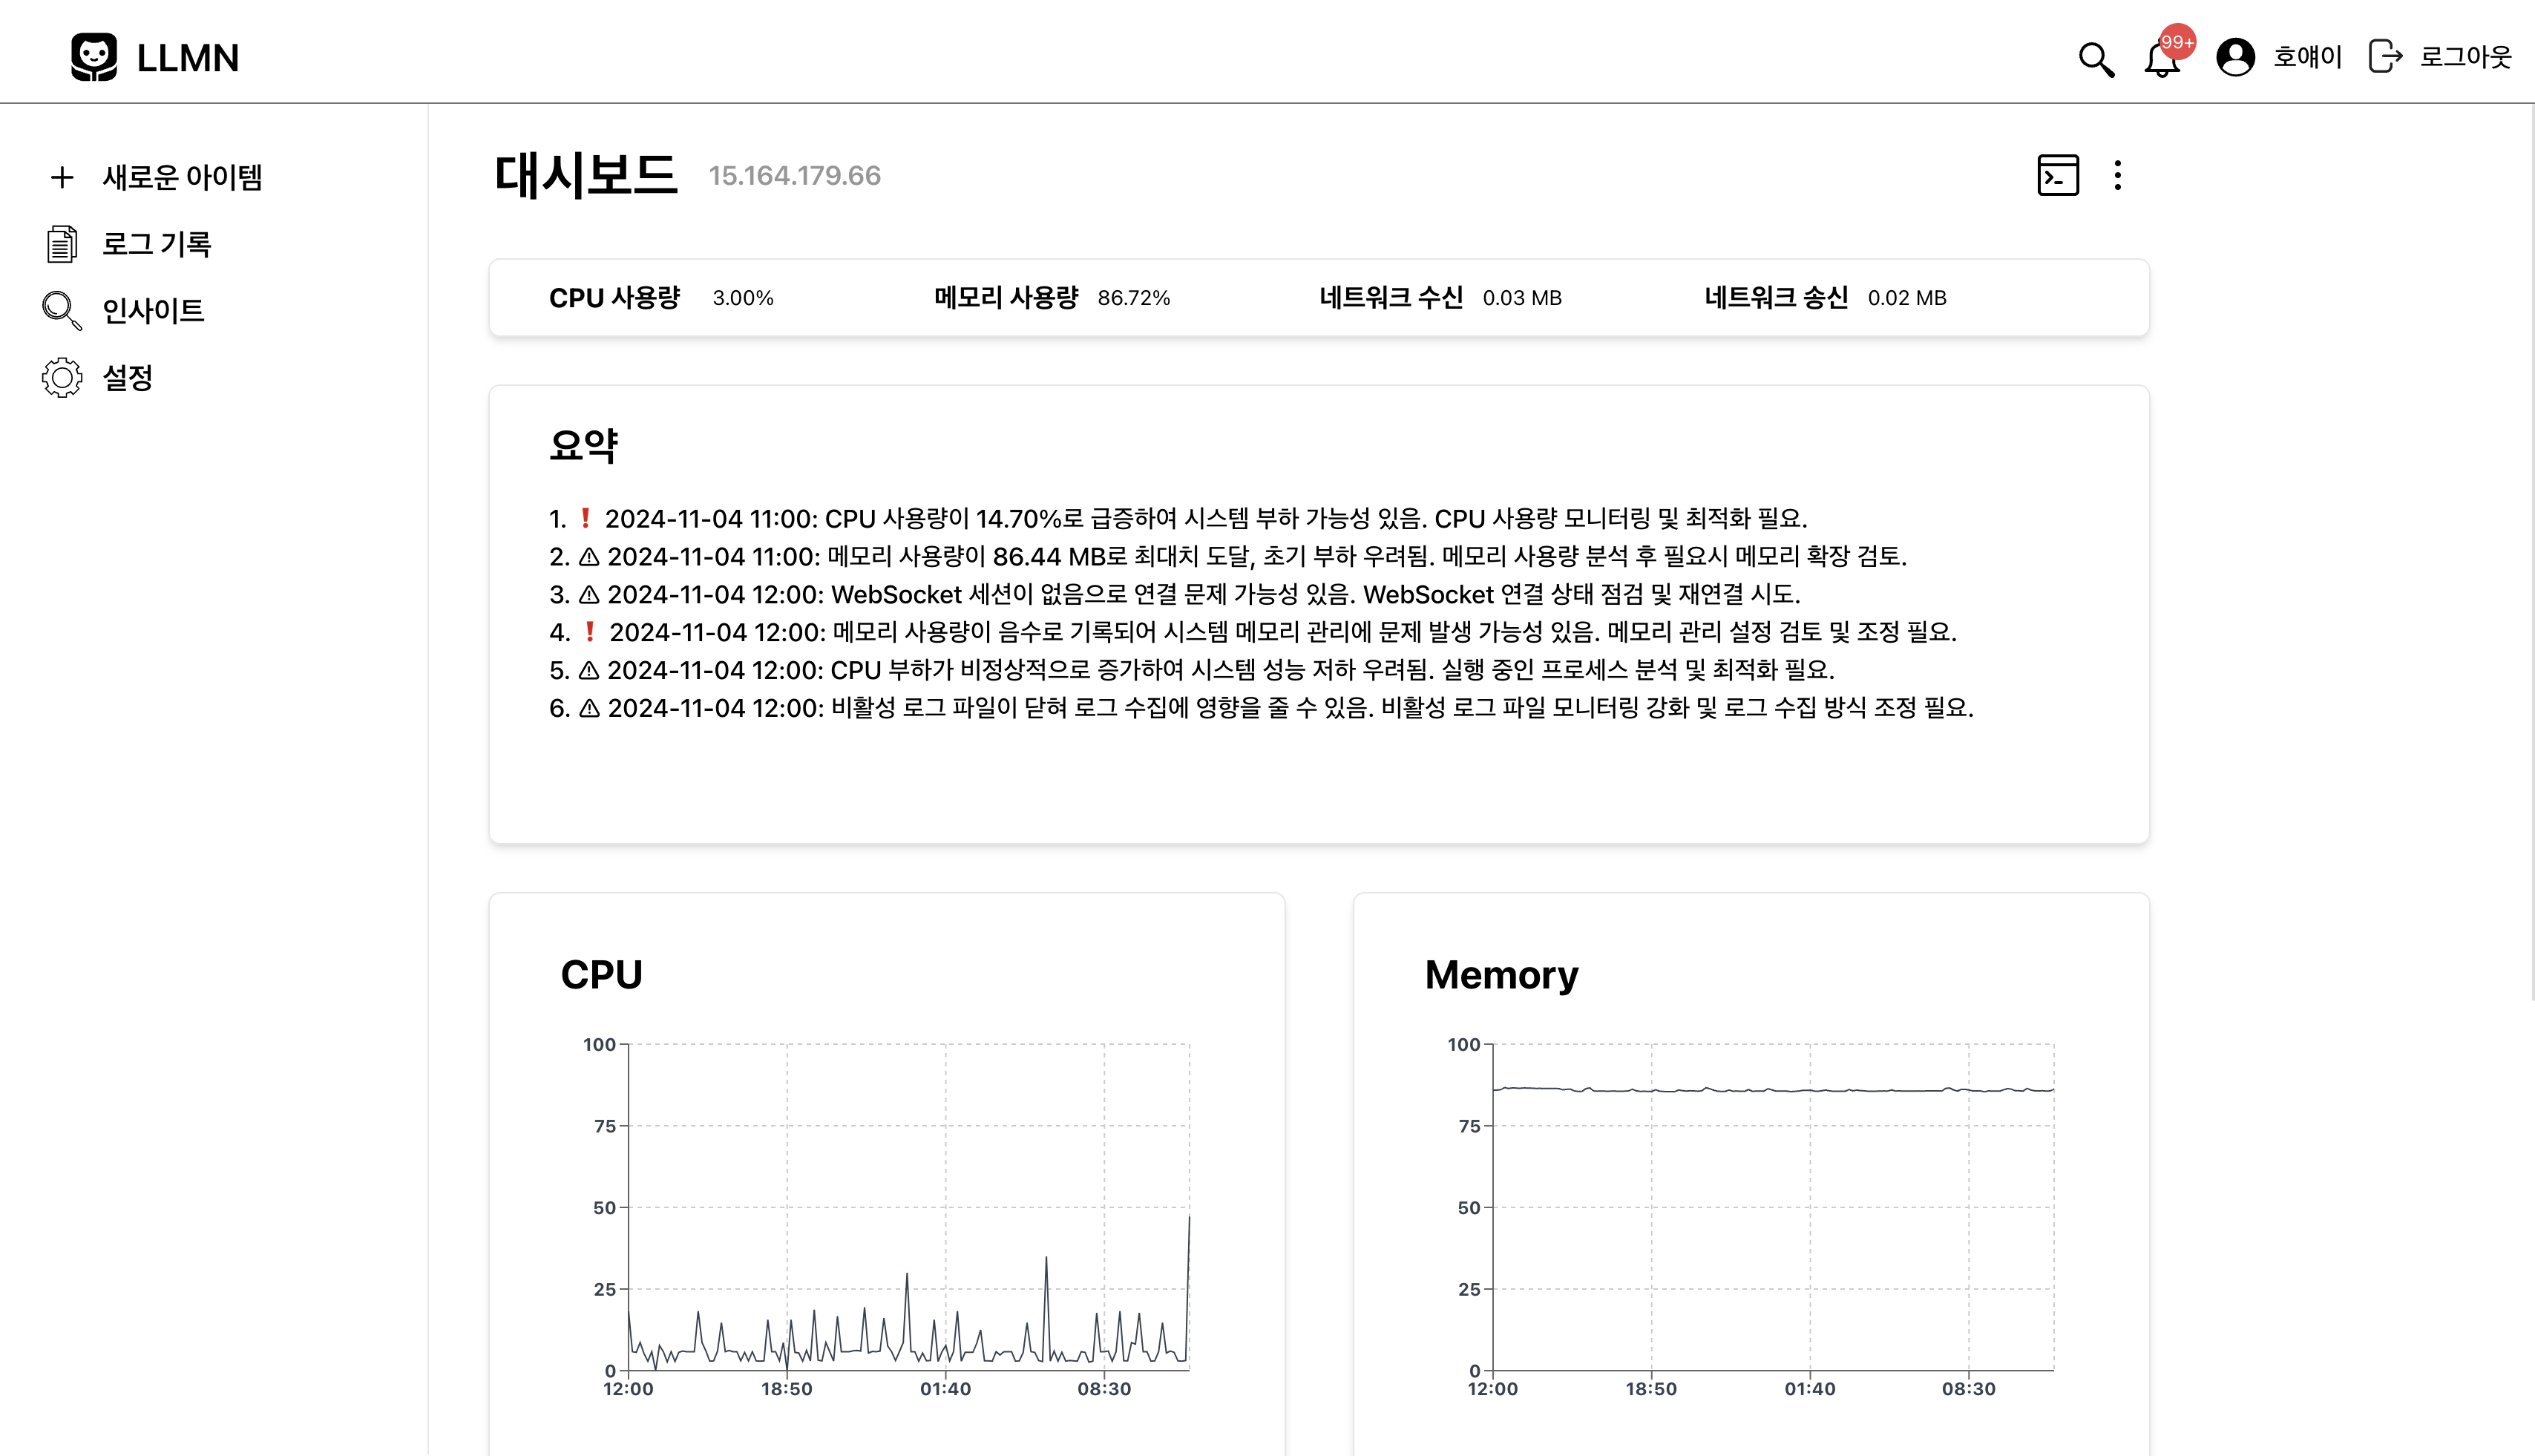 LLMN
99+
호얘이
로그아웃
새로운 아이템
로그 기록
인사이트
설정
대시보드 15.164.179.66
CPU 사용량 3.00% 메모리 사용량 86.72% 네트워크 수신 0.03 MB 네트워크 송신 0.02 MB
요약
1. ❗ 2024-11-04 11:00: CPU 사용량이 14.70%로 급증하여 시스템 부하 가능성 있음. CPU 사용량 모니터링 및 최적화 필요.
2. ⚠ 2024-11-04 11:00: 메모리 사용량이 86.44 MB로 최대치 도달, 초기 부하 우려됨. 메모리 사용량 분석 후 필요시 메모리 확장 검토.
3. ⚠ 2024-11-04 12:00: WebSocket 세션이 없음으로 연결 문제 가능성 있음. WebSocket 연결 상태 점검 및 재연결 시도.
4. ❗ 2024-11-04 12:00: 메모리 사용량이 음수로 기록되어 시스템 메모리 관리에 문제 발생 가능성 있음. 메모리 관리 설정 검토 및 조정 필요.
5. ⚠ 2024-11-04 12:00: CPU 부하가 비정상적으로 증가하여 시스템 성능 저하 우려됨. 실행 중인 프로세스 분석 및 최적화 필요.
6. ⚠ 2024-11-04 12:00: 비활성 로그 파일이 닫혀 로그 수집에 영향을 줄 수 있음. 비활성 로그 파일 모니터링 강화 및 로그 수집 방식 조정 필요.
CPU
100
75
50
25
0
12:00 18:50 01:40 08:30
Memory
100
75
50
25
0
12:00 18:50 01:40 08:30